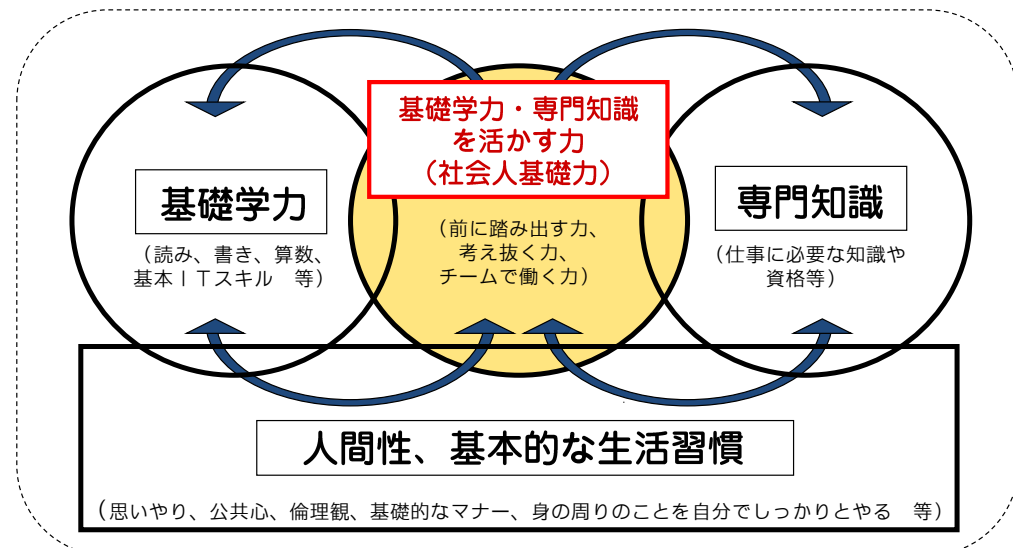 基礎学力・専門知識
を活かす力
（社会人基礎力）
基礎学力
（読み、書き、算数、
基本ＩＴスキル　等）
（前に踏み出す力、
考え抜く力、
チームで働く力）
専門知識
（仕事に必要な知識や
資格等）
人間性、基本的な生活習慣
（思いやり、公共心、倫理観、基礎的なマナー、身の周りのことを自分でしっかりとやる　等）